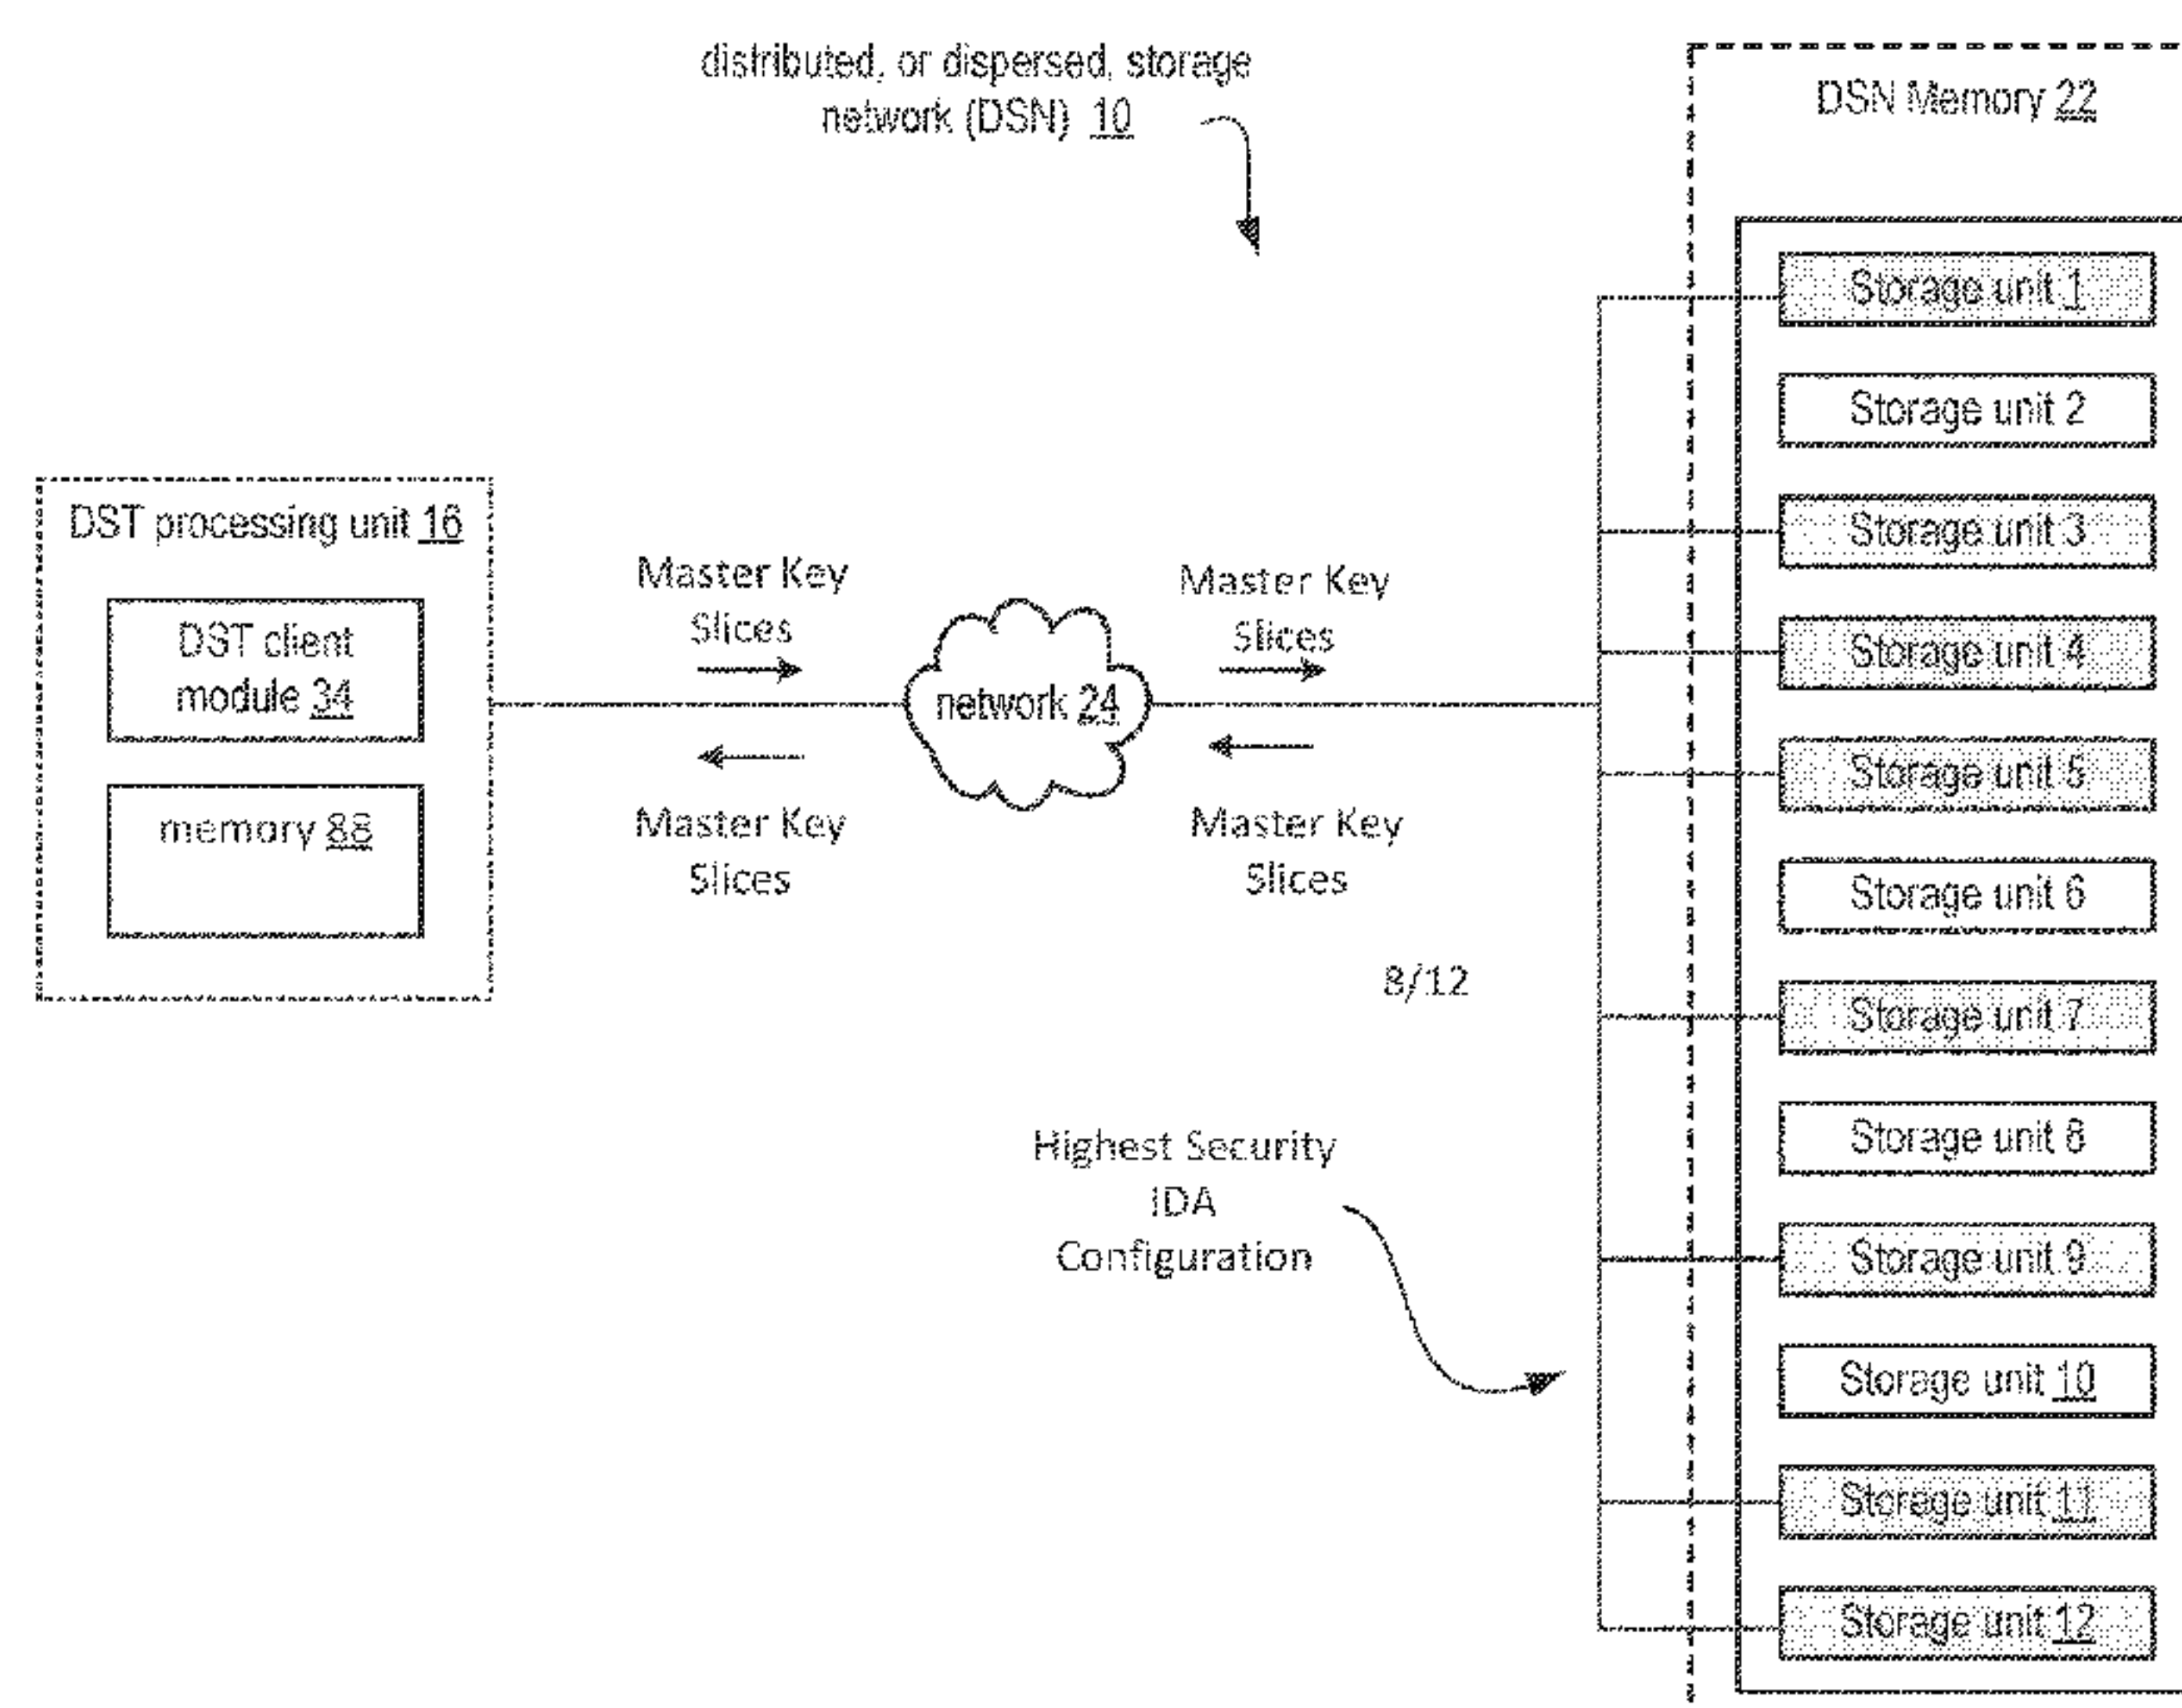 distributed, or dispersed, storage
network (DSN) 10
DSN Memory 22
Storage unit 1
Storage unit 2
Storage unit 3
Storage unit 4
Storage unit 5
Storage unit 6
Storage unit 7
Storage unit 8
Storage unit 9
Storage unit 10
Storage unit 11
Storage unit 12
DST processing unit 16
DST client
module 34
memory 88
Master Key
Slices
Master Key
Slices
network 24
Master Key
Slices
Master Key
Slices
8/12
Highest Security
IDA
Configuration